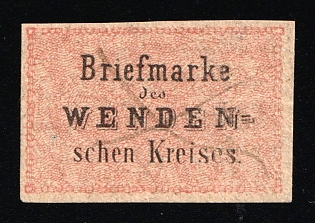 Briefmarke
des
WENDEN=
schen Kreises.